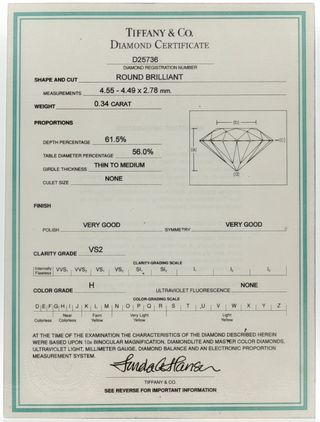 TIFFANY & CO.
DIAMOND CERTIFICATE
D25736
DIAMOND REGISTRATION NUMBER
SHAPE AND CUT ROUND BRILLIANT
MEASUREMENTS 4.55 - 4.49 x 2.78 mm.
WEIGHT 0.34 CARAT
PROPORTIONS
DEPTH PERCENTAGE 61.5%
TABLE DIAMETER PERCENTAGE 56.0%
GIRDLE THICKNESS THIN TO MEDIUM
CULET SIZE NONE
(b)
(a)
(c)
(d)
FINISH
POLISH VERY GOOD SYMMETRY VERY GOOD
CLARITY GRADE VS2
CLARITY-GRADING SCALE
Internally Flawless VVS₁ VVS₂ VS₁ VS₂ SI₁ SI₂ I₁ I₂ I₃
COLOR GRADE H ULTRAVIOLET FLUORESCENCE NONE
COLOR-GRADING SCALE
D E F G H I J K L M N O P Q R S T U V W X Y Z
Colorless Near Colorless Faint Yellow Very Light Yellow Light Yellow
AT THE TIME OF THE EXAMINATION THE CHARACTERISTICS OF THE DIAMOND DESCRIBED HEREIN
WERE BASED UPON 10x BINOCULAR MAGNIFICATION, DIAMONDLITE AND MASTER COLOR DIAMONDS,
ULTRAVIOLET LIGHT, MILLIMETER GAUGE, DIAMOND BALANCE AND AN ELECTRONIC PROPORTION
MEASUREMENT SYSTEM.
TIFFANY & CO.
SEE REVERSE FOR IMPORTANT INFORMATION